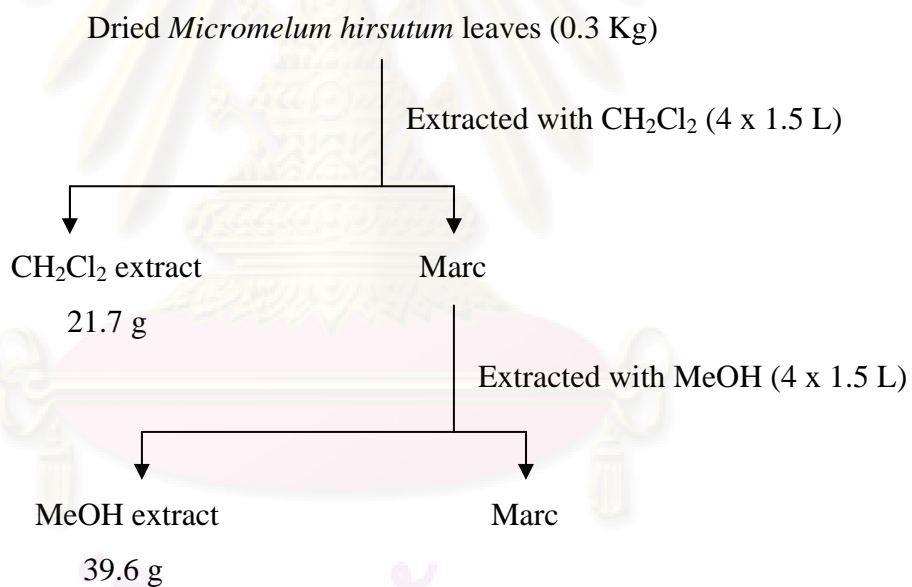 Dried Micromelum hirsutum leaves (0.3 Kg)
Extracted with CH₂Cl₂ (4 x 1.5 L)
CH₂Cl₂ extract
Marc
21.7 g
Extracted with MeOH (4 x 1.5 L)
MeOH extract
Marc
39.6 g